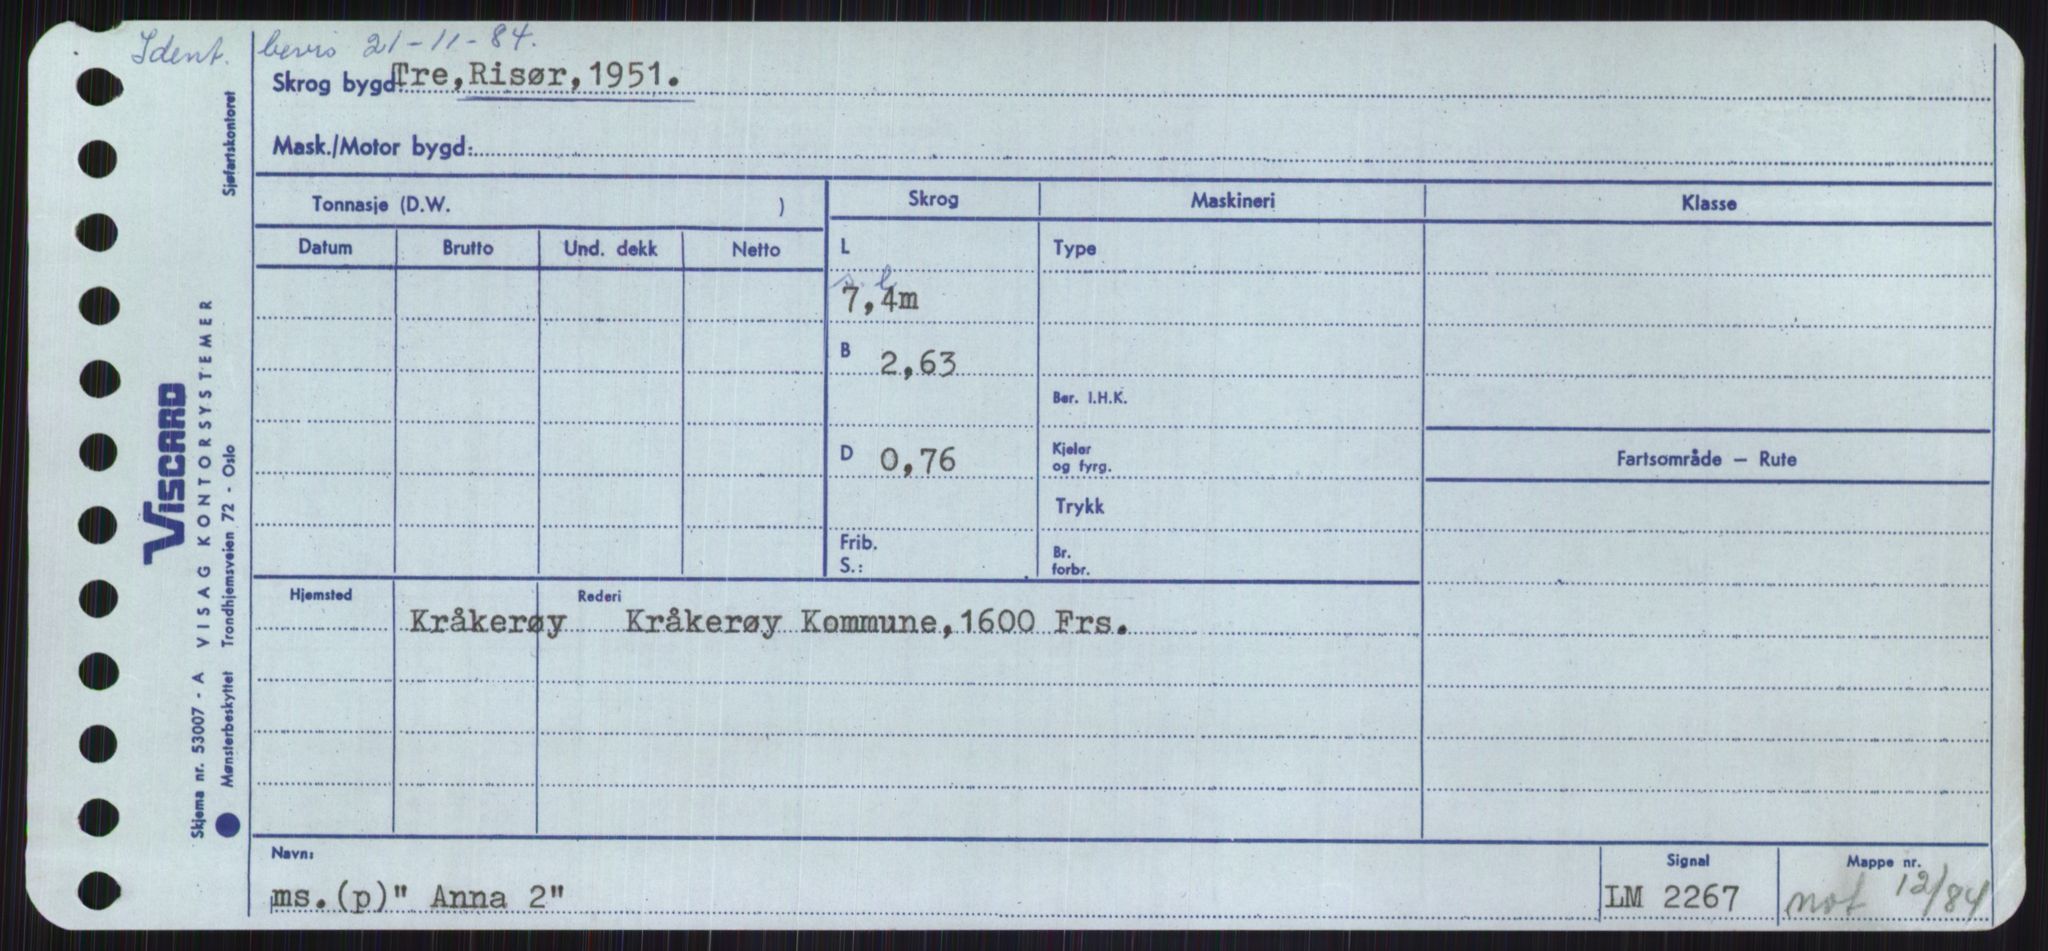 Ident. bevis 21-11-84.
Skrog bygd: Tre, Risør, 1951.
Mask./Motor bygd:
Sjøfartskontoret
Tonnasje (D.W. )
Skrog
Maskineri
Klasse
Datum
Brutto
Und. dekk
Netto
L
Type
s. l
7,4m
B 2,63
Ber. I.H.K.
D 0,76
Kjeler
og fyrg.
Fartsområde – Rute
Trykk
Frib.
S.:
Br.
forbr.
Hjemsted
Rederi
Kråkerøy Kråkerøy Kommune, 1600 Frs.
Navn:
ms.(p)" Anna 2"
Signal
LM 2267
Mappe nr.
not 12/84
VISCARD
Skjema nr. 53007 - A VISAG KONTORSYSTEMER
Mønsterbeskyttet Trondhjemsveien 72 - Oslo